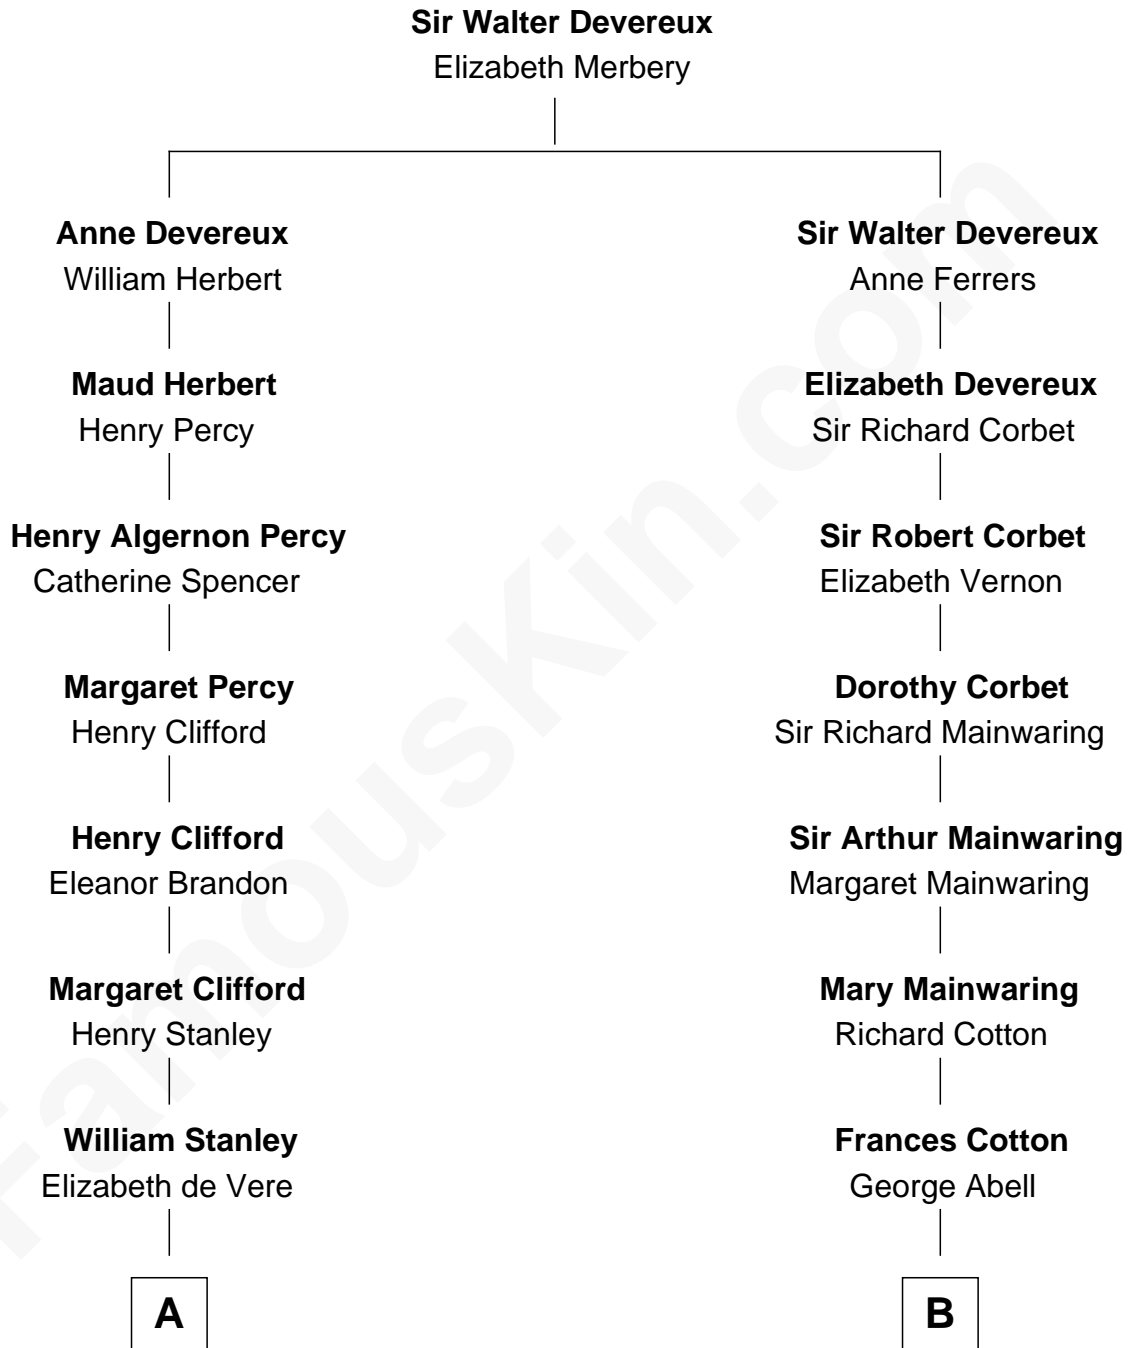 Sir Walter Devereux
Elizabeth Merbery
Anne Devereux
William Herbert
Sir Walter Devereux
Anne Ferrers
Maud Herbert
Henry Percy
Elizabeth Devereux
Sir Richard Corbet
Henry Algernon Percy
Catherine Spencer
Sir Robert Corbet
Elizabeth Vernon
Margaret Percy
Henry Clifford
Dorothy Corbet
Sir Richard Mainwaring
Henry Clifford
Eleanor Brandon
Sir Arthur Mainwaring
Margaret Mainwaring
Margaret Clifford
Henry Stanley
Mary Mainwaring
Richard Cotton
William Stanley
Elizabeth de Vere
Frances Cotton
George Abell
A
B
FamousKin.com